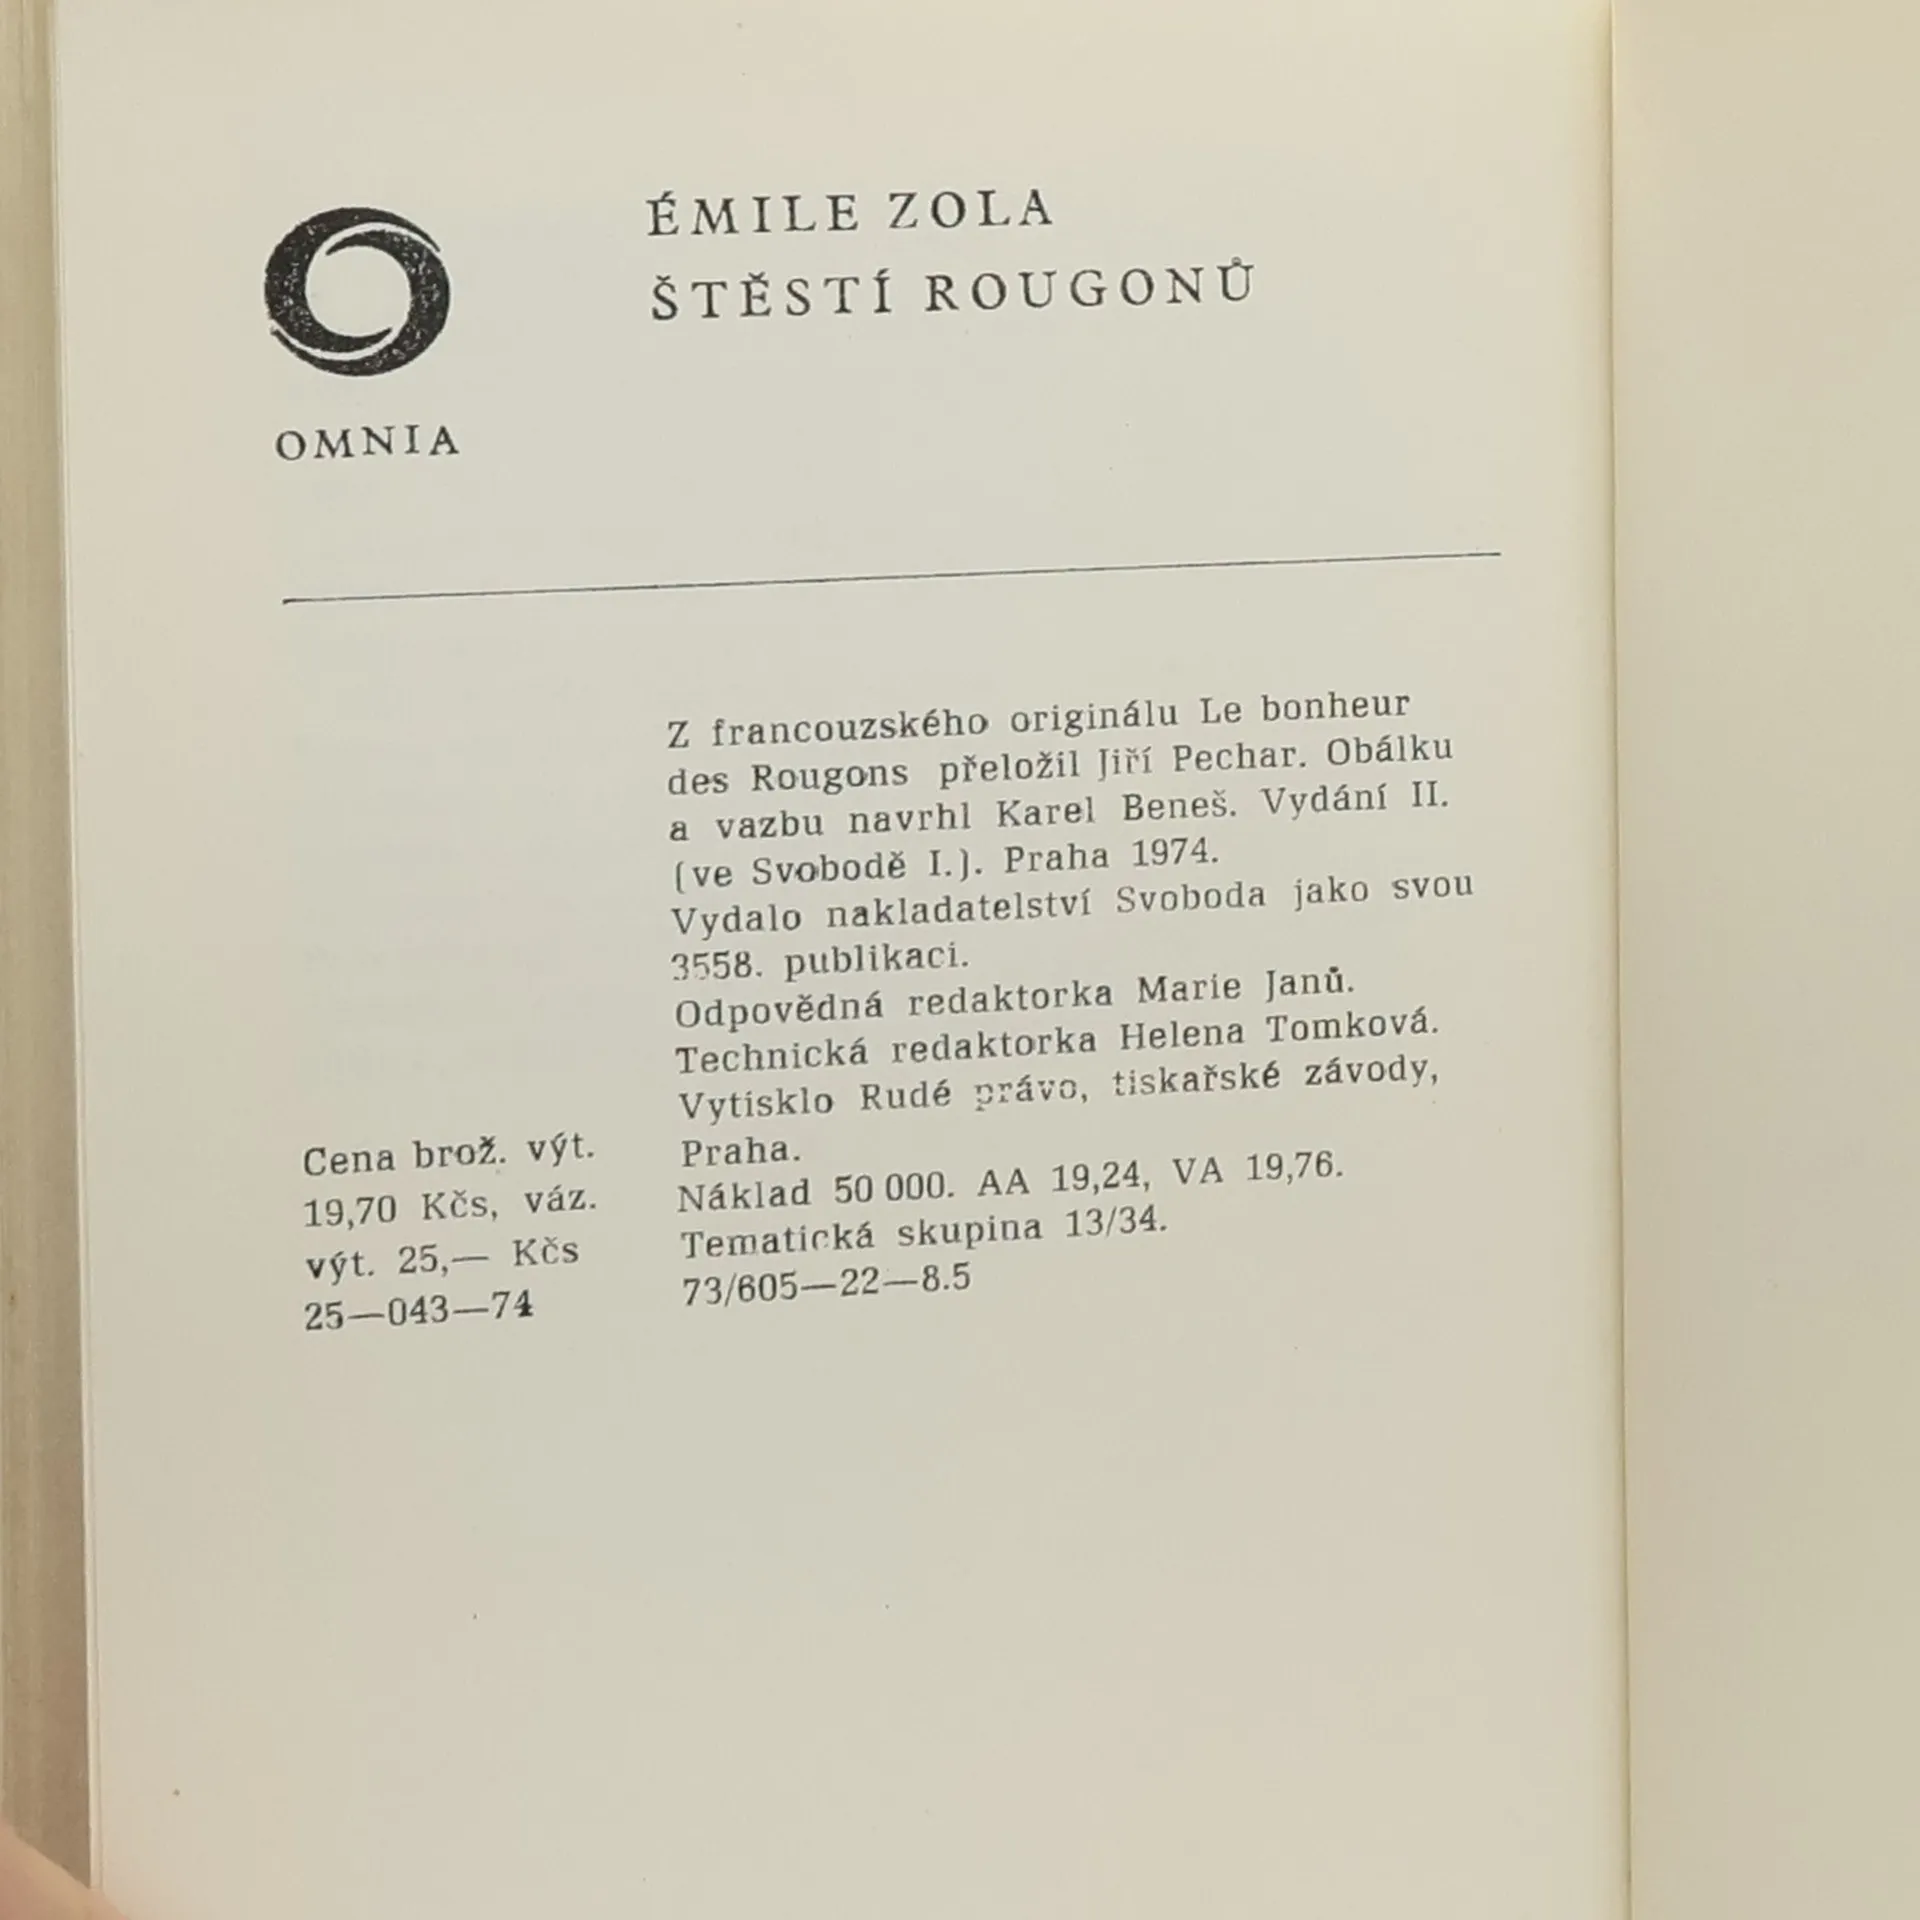 ÉMILE ZOLA
ŠTĚSTÍ ROUGONŮ
OMNIA
Z francouzského originálu Le bonheur
des Rougons přeložil Jiří Pechar. Obálku
a vazbu navrhl Karel Beneš. Vydání II.
(ve Svobodě I.). Praha 1974.
Vydalo nakladatelství Svoboda jako svou
3558. publikaci.
Odpovědná redaktorka Marie Janů.
Technická redaktorka Helena Tomková.
Vytisklo Rudé právo, tiskařské závody,
Praha.
Náklad 50 000. AA 19,24, VA 19,76.
Tematická skupina 13/34.
73/605—22—8.5
Cena brož. výt.
19,70 Kčs, váz.
výt. 25,— Kčs
25—043—74